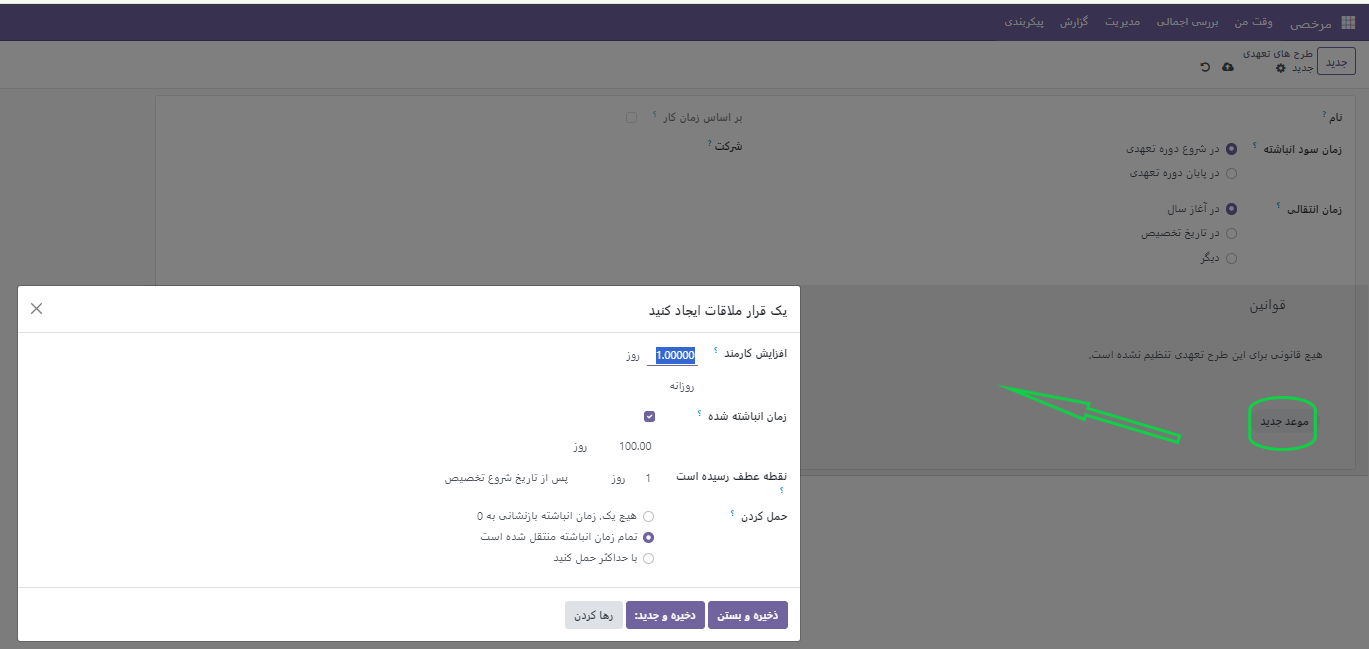 مرخصی وقت من بررسی اجمالی مدیریت گزارش پیکربندی
جدید
طرح های تعهدی
جدید
نام ?
بر اساس زمان کار ?
زمان سود انباشته ?
در شروع دوره تعهدی
شرکت ?
در پایان دوره تعهدی
زمان انتقالی ?
در آغاز سال
در تاریخ تخصیص
دیگر
قوانین
هیچ قانونی برای این طرح تعهدی تنظیم نشده است.
موعد جدید
یک قرار ملاقات ایجاد کنید
افزایش کارمند ? 1.00000 روز
روزانه
زمان انباشته شده ?
100.00 روز
نقطه عطف رسیده است ? 1 روز پس از تاریخ شروع تخصیص
حمل کردن ?
هیچ یک. زمان انباشته بازنشانی به 0
تمام زمان انباشته منتقل شده است
با حداکثر حمل کنید
ذخیره و بستن دخیره و جدید: رها کردن